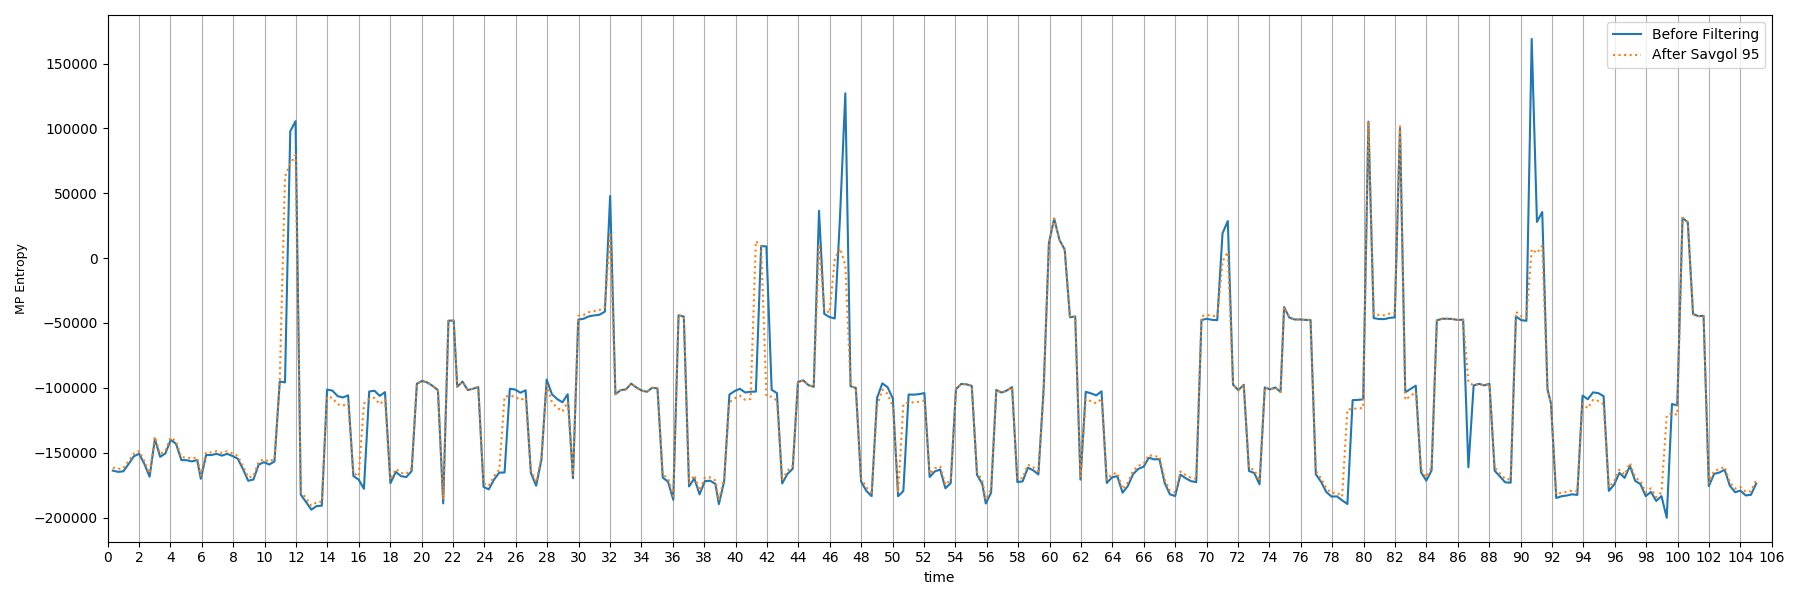 Before Filtering
After Savgol 95
MP Entropy
150000
100000
50000
0
−50000
−100000
−150000
−200000
0 2 4 6 8 10 12 14 16 18 20 22 24 26 28 30 32 34 36 38 40 42 44 46 48 50 52 54 56 58 60 62 64 66 68 70 72 74 76 78 80 82 84 86 88 90 92 94 96 98 100 102 104 106
time